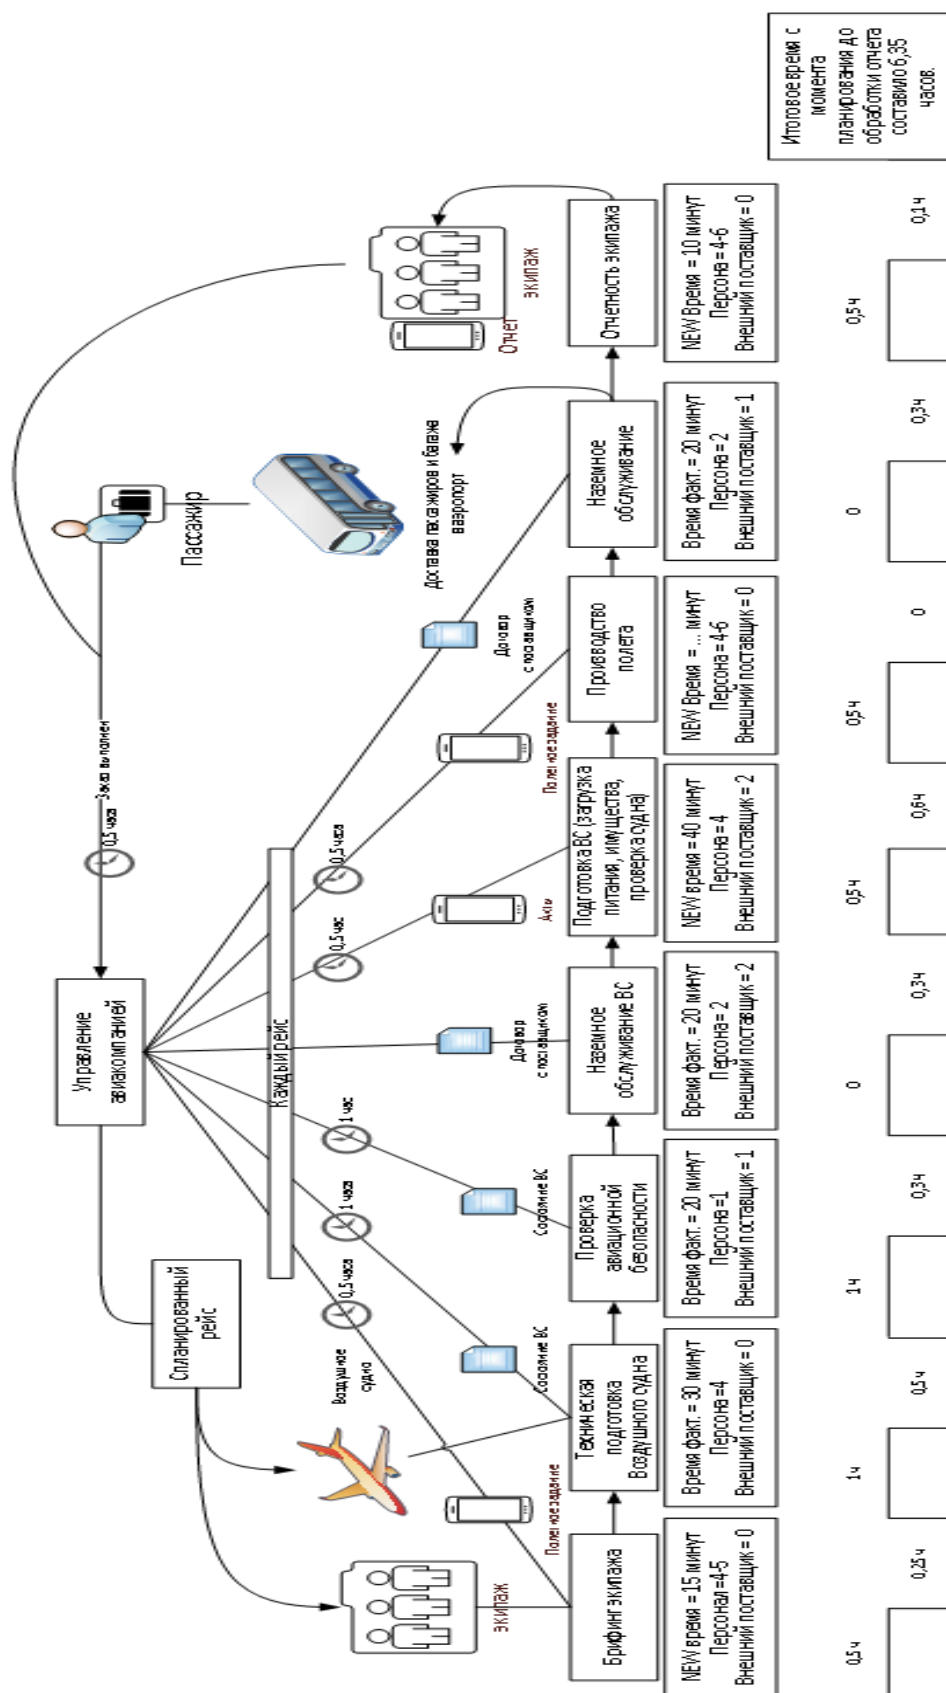 Пассажир
Заказ выполнен
0,5 часа
Управление
авиакомпанией
Спланированный
рейс
Каждый рейс
Воздушное
судна
0,5 часа
1 час
1 час
0,5 час
0,5 часа
экипаж
Полетное задание
Состояние ВС
Состояние ВС
Договор
с поставщиком
Акты
Полетное задание
Договор
с поставщиком
Доставка пассажиров и багажа
в аэропорт
Отчет
экипаж
Брифинг экипажа
Техническая
подготовка
Воздушного судна
Проверка
авиационной
безопасности
Наземное
обслуживание ВС
Подготовка ВС (загрузка
питания, имущества,
проверка судна)
Производство
полета
Наземное
обслуживание
Отчетность экипажа
NEW время = 15 минут
Персонал =4-5
Внешний поставщик = 0
Время факт. = 30 минут
Персона =4
Внешний поставщик = 0
Время факт. = 20 минут
Персона =1
Внешний поставщик = 1
Время факт. = 20 минут
Персона = 2
Внешний поставщик = 2
NEW время = 40 минут
Персона = 4
Внешний поставщик = 2
NEW Время = ... минут
Персона = 4-6
Внешний поставщик = 0
Время факт. = 20 минут
Персона = 2
Внешний поставщик = 1
NEW Время = 10 минут
Персона = 4-6
Внешний поставщик = 0
0,5 ч
0,25 ч
1 ч
0,5 ч
1 ч
0,3 ч
0
0,3 ч
0,5 ч
0,6 ч
0,5 ч
0
0
0,3 ч
0,5 ч
0,1 ч
Итоговое время с
момента
планирования до
обработки отчета
составило 6,35
часов.